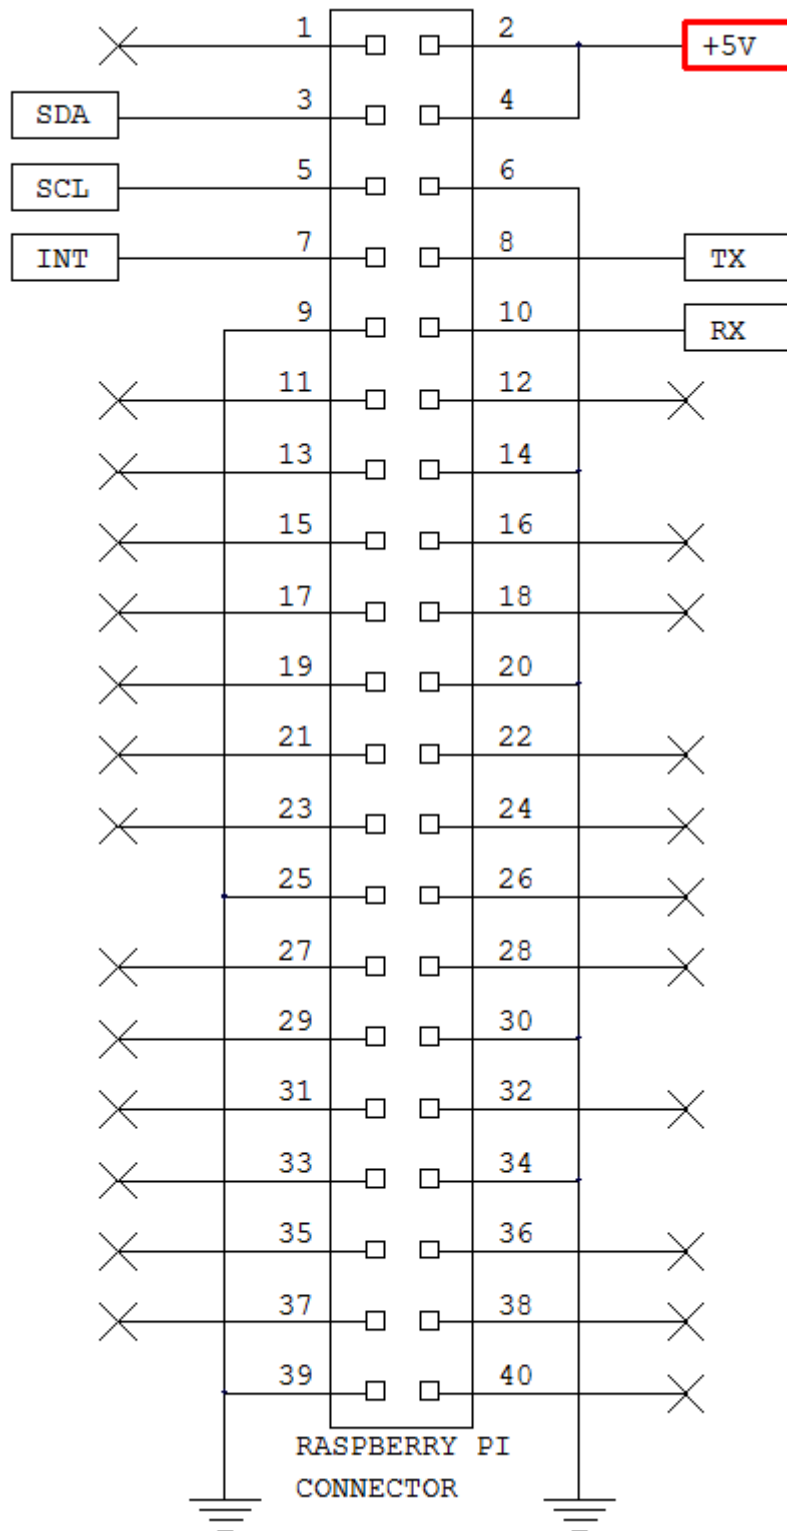 1 2 +5V
SDA 3 4
SCL 5 6
INT 7 8 TX
9 10 RX
11 12
13 14
15 16
17 18
19 20
21 22
23 24
25 26
27 28
29 30
31 32
33 34
35 36
37 38
39 40
RASPBERRY PI
CONNECTOR